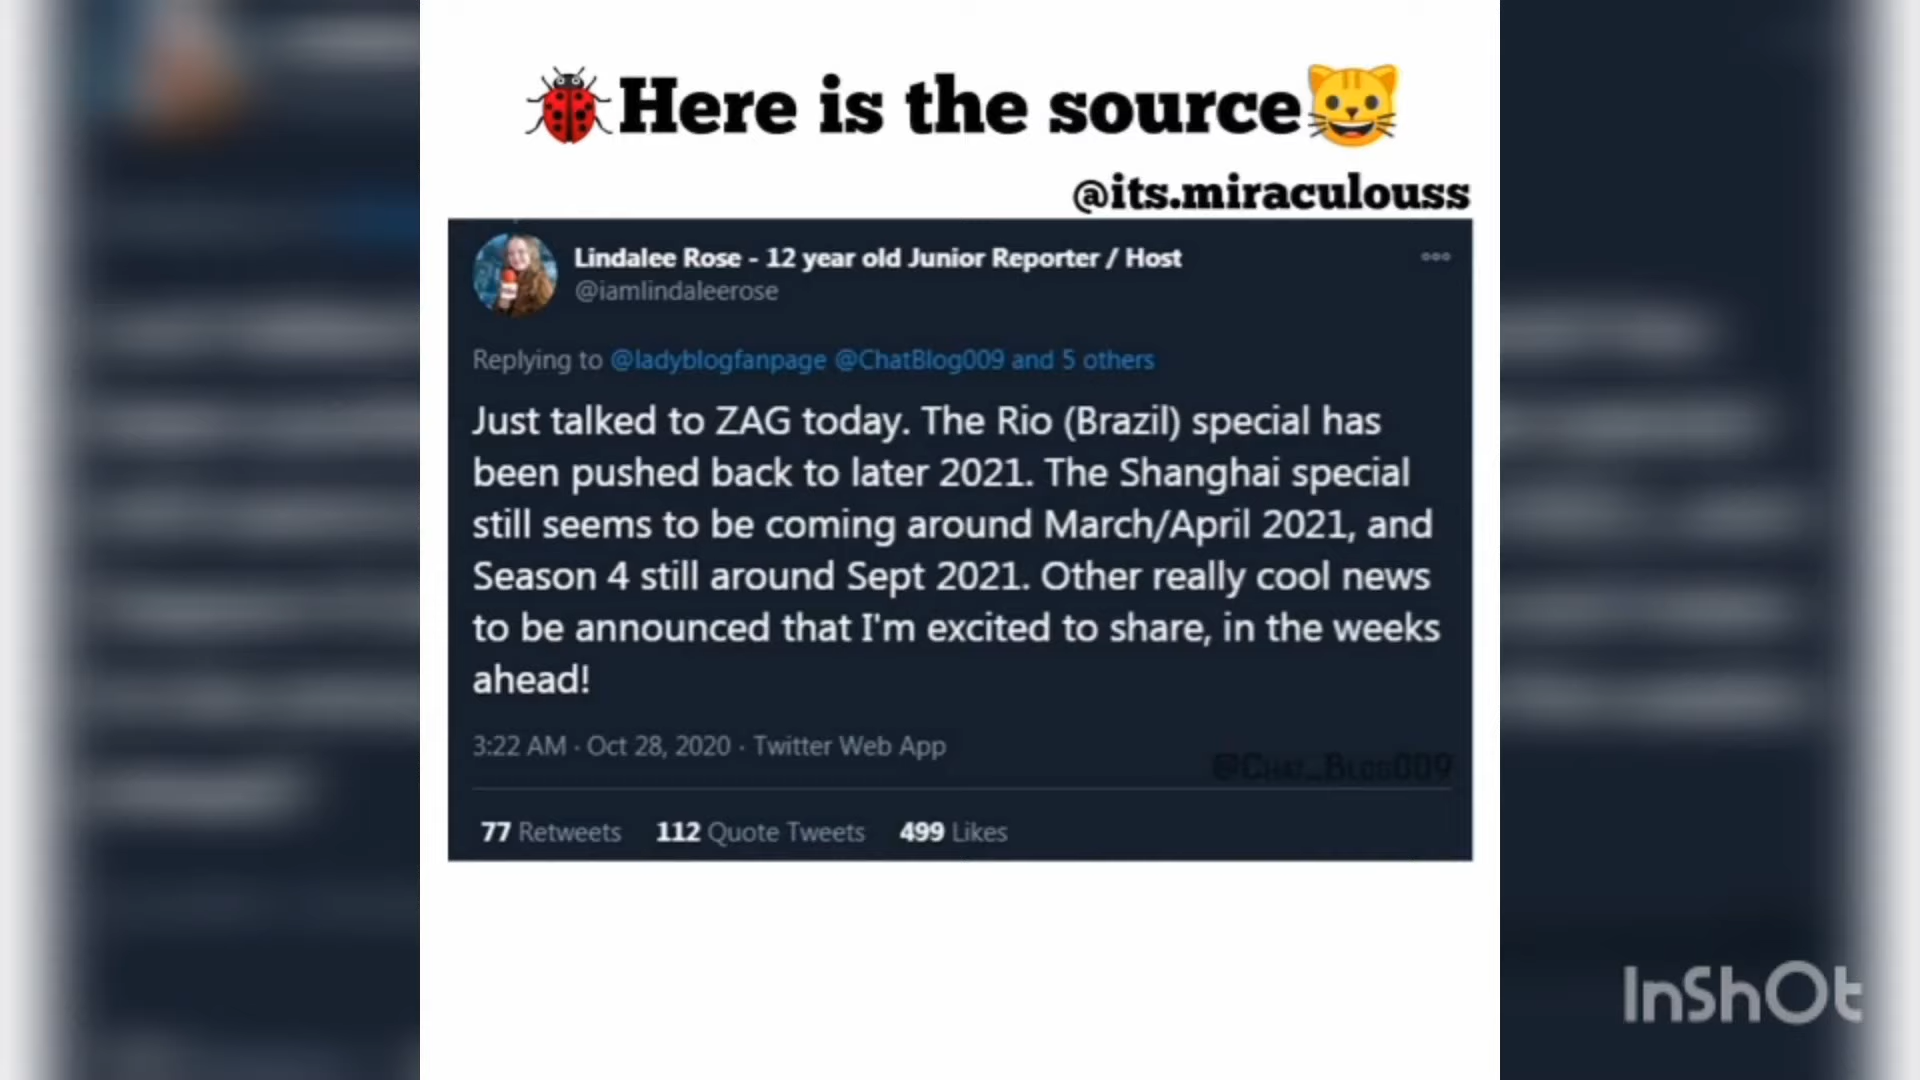 Here is the source
@its.miraculouss
Lindalee Rose - 12 year old Junior Reporter / Host
@iamlindaleerose
Replying to @ladyblogfanpage @ChatBlog009 and 5 others
Just talked to ZAG today. The Rio (Brazil) special has
been pushed back to later 2021. The Shanghai special
still seems to be coming around March/April 2021, and
Season 4 still around Sept 2021. Other really cool news
to be announced that I'm excited to share, in the weeks
ahead!
3:22 AM · Oct 28, 2020 · Twitter Web App
@Chat_Blog009
77 Retweets 112 Quote Tweets 499 Likes
InShOt